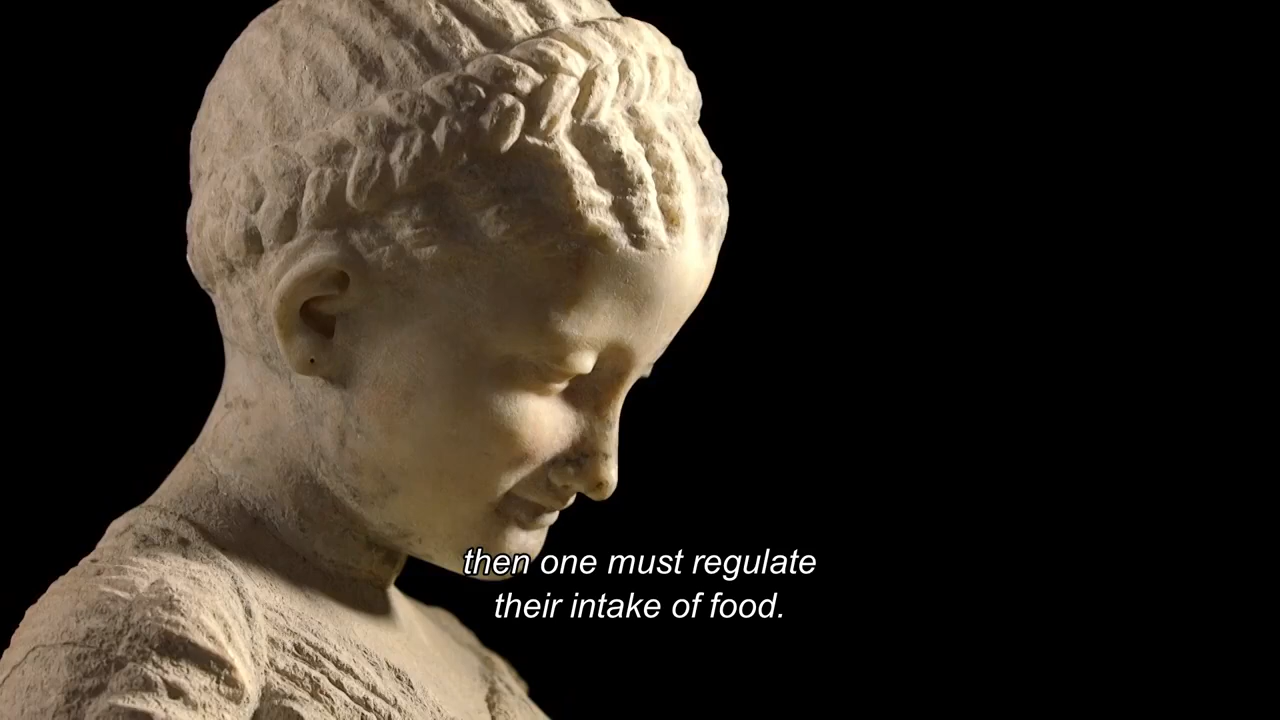 then one must regulate
their intake of food.